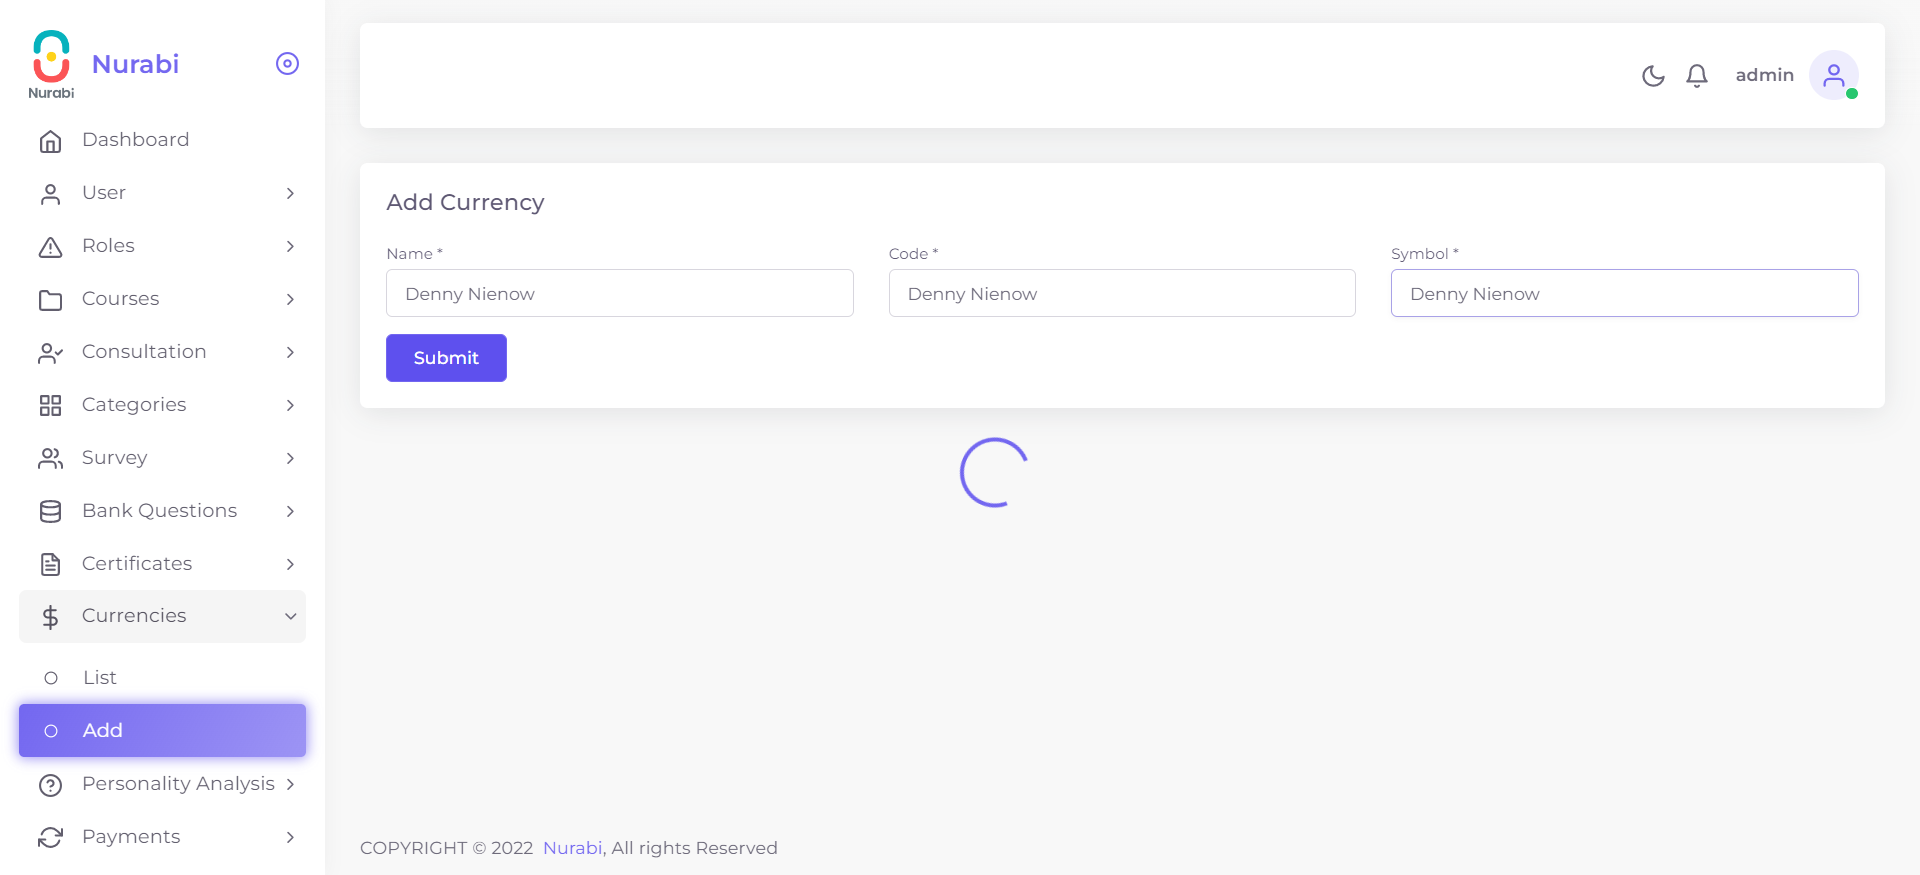 Nurabi
Nurabi
Dashboard
User
Roles
Courses
Consultation
Categories
Survey
Bank Questions
Certificates
Currencies
List
Add
Personality Analysis
Payments
admin
Add Currency
Name *
Code *
Symbol *
Denny Nienow
Denny Nienow
Denny Nienow
Submit
COPYRIGHT © 2022 Nurabi, All rights Reserved